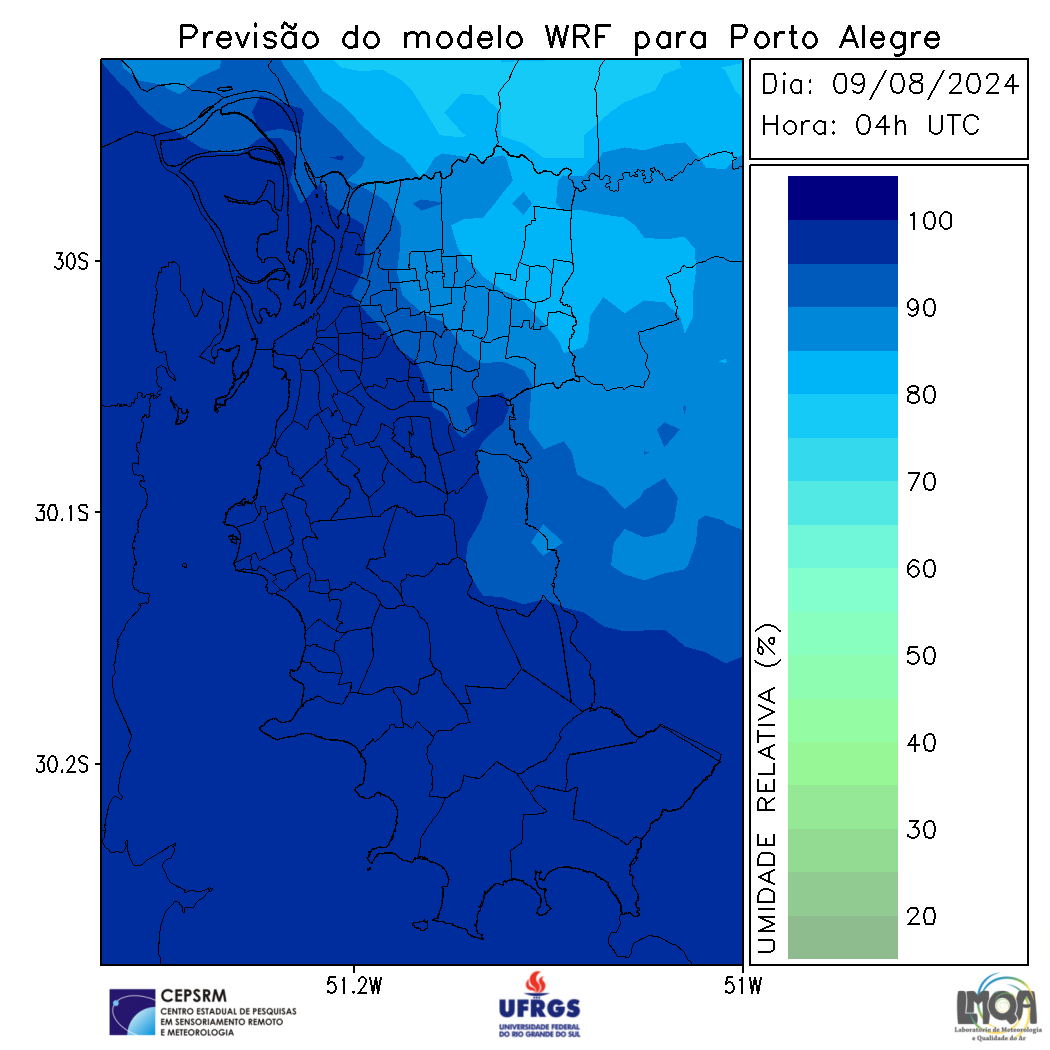 Previsão do modelo WRF para Porto Alegre
Dia: 09/08/2024
Hora: 04h UTC
30S
30.1S
30.2S
51.2W
51W
UMIDADE RELATIVA (%)
100
90
80
70
60
50
40
30
20
CEPSRM
CENTRO ESTADUAL DE PESQUISAS
EM SENSORIAMENTO REMOTO
E METEOROLOGIA
UFRGS
UNIVERSIDADE FEDERAL
DO RIO GRANDE DO SUL
LMQA
Laboratório de Meteorologia
e Qualidade do Ar